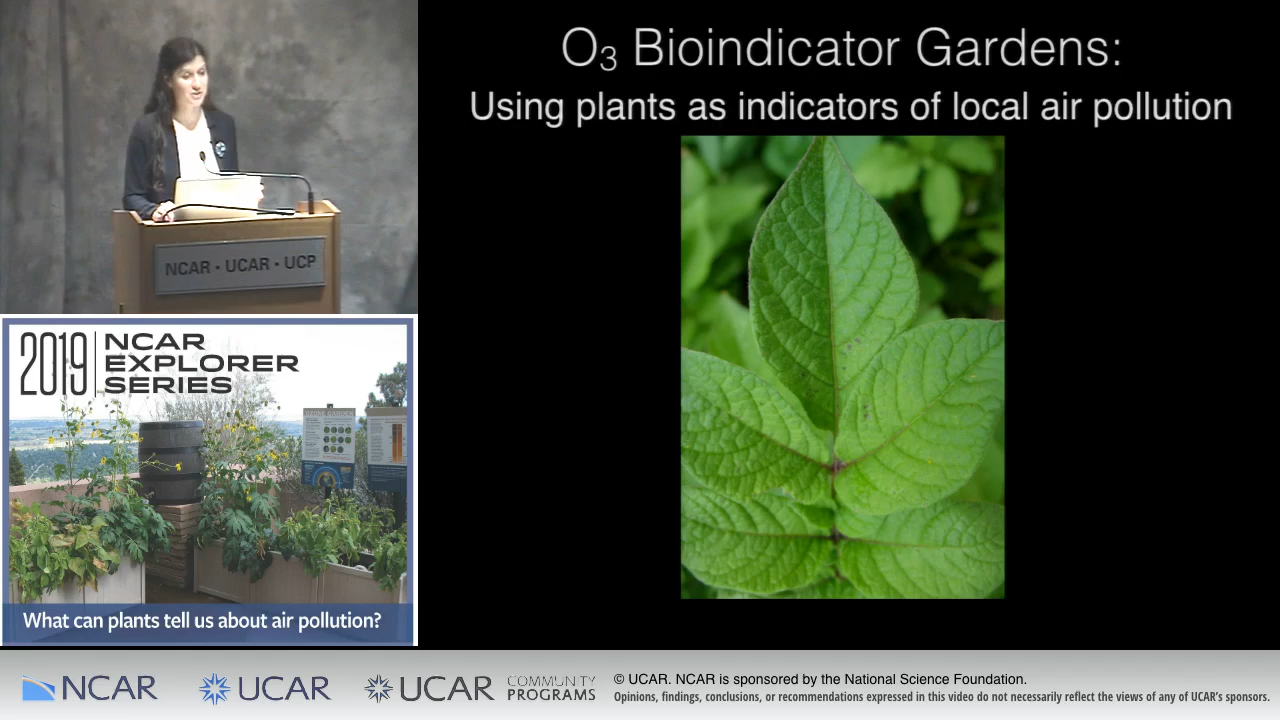 O₃ Bioindicator Gardens:
Using plants as indicators of local air pollution
NCAR • UCAR • UCP
2019
NCAR
EXPLORER
SERIES
What can plants tell us about air pollution?
NCAR
UCAR
UCAR
COMMUNITY
PROGRAMS
© UCAR. NCAR is sponsored by the National Science Foundation.
Opinions, findings, conclusions, or recommendations expressed in this video do not necessarily reflect the views of any of UCAR's sponsors.